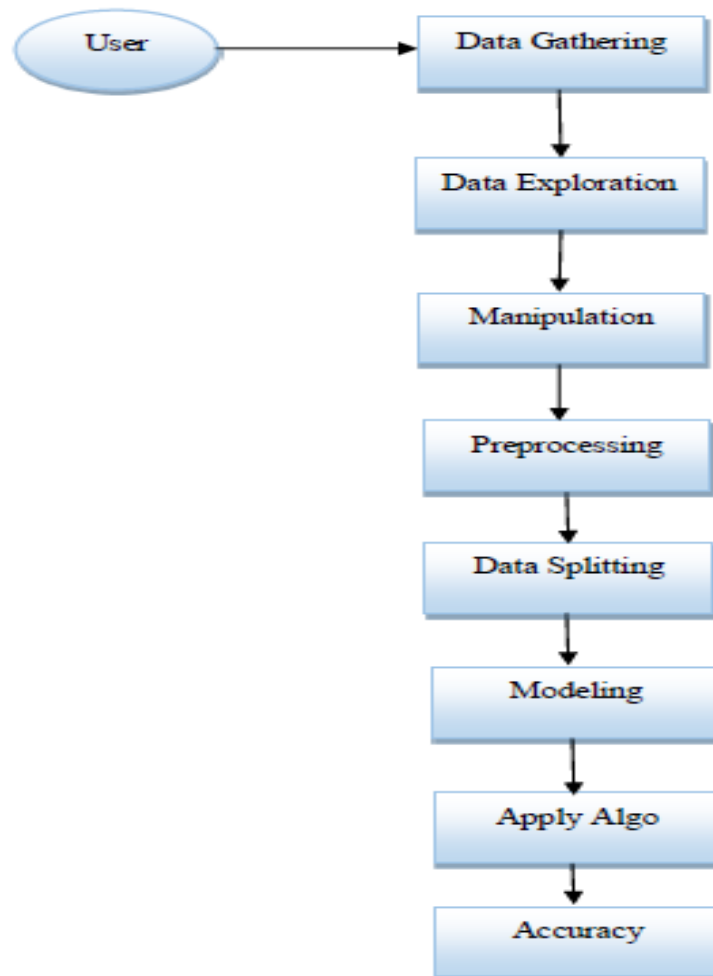 User
Data Gathering
Data Exploration
Manipulation
Preprocessing
Data Splitting
Modeling
Apply Algo
Accuracy